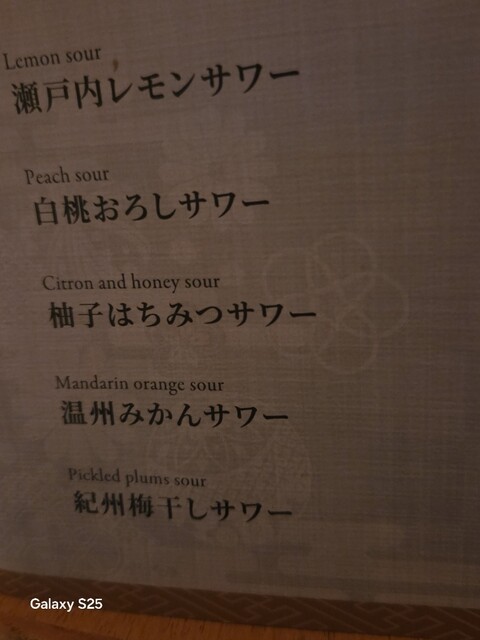 Lemon sour
瀬戸内レモンサワー
Peach sour
白桃おろしサワー
Citron and honey sour
柚子はちみつサワー
Mandarin orange sour
温州みかんサワー
Pickled plums sour
紀州梅干しサワー
Galaxy S25